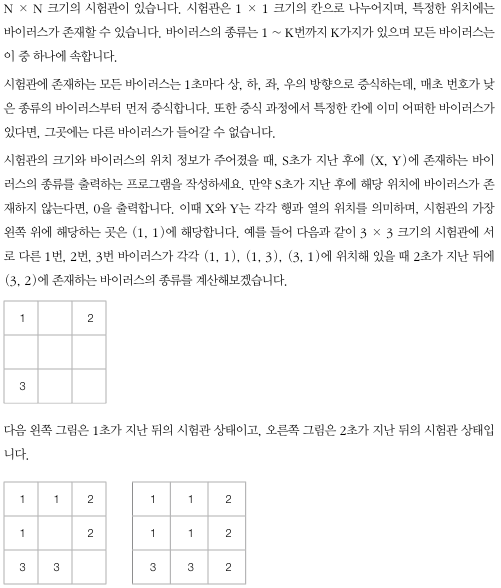 N × N 크기의 시험관이 있습니다. 시험관은 1 × 1 크기의 칸으로 나누어지며, 특정한 위치에는
바이러스가 존재할 수 있습니다. 바이러스의 종류는 1 ~ K번까지 K가지가 있으며 모든 바이러스는
이 중 하나에 속합니다.
시험관에 존재하는 모든 바이러스는 1초마다 상, 하, 좌, 우의 방향으로 증식하는데, 매초 번호가 낮
은 종류의 바이러스부터 먼저 증식합니다. 또한 증식 과정에서 특정한 칸에 이미 어떠한 바이러스가
있다면, 그곳에는 다른 바이러스가 들어갈 수 없습니다.
시험관의 크기와 바이러스의 위치 정보가 주어졌을 때, S초가 지난 후에 (X, Y)에 존재하는 바이
러스의 종류를 출력하는 프로그램을 작성하세요. 만약 S초가 지난 후에 해당 위치에 바이러스가 존
재하지 않는다면, 0을 출력합니다. 이때 X와 Y는 각각 행과 열의 위치를 의미하며, 시험관의 가장
왼쪽 위에 해당하는 곳은 (1, 1)에 해당합니다. 예를 들어 다음과 같이 3 × 3 크기의 시험관에 서
로 다른 1번, 2번, 3번 바이러스가 각각 (1, 1), (1, 3), (3, 1)에 위치해 있을 때 2초가 지난 뒤에
(3, 2)에 존재하는 바이러스의 종류를 계산해보겠습니다.
1 2
3
다음 왼쪽 그림은 1초가 지난 뒤의 시험관 상태이고, 오른쪽 그림은 2초가 지난 뒤의 시험관 상태입
니다.
1 1 2
1 2
3 3
1 1 2
1 1 2
3 3 2